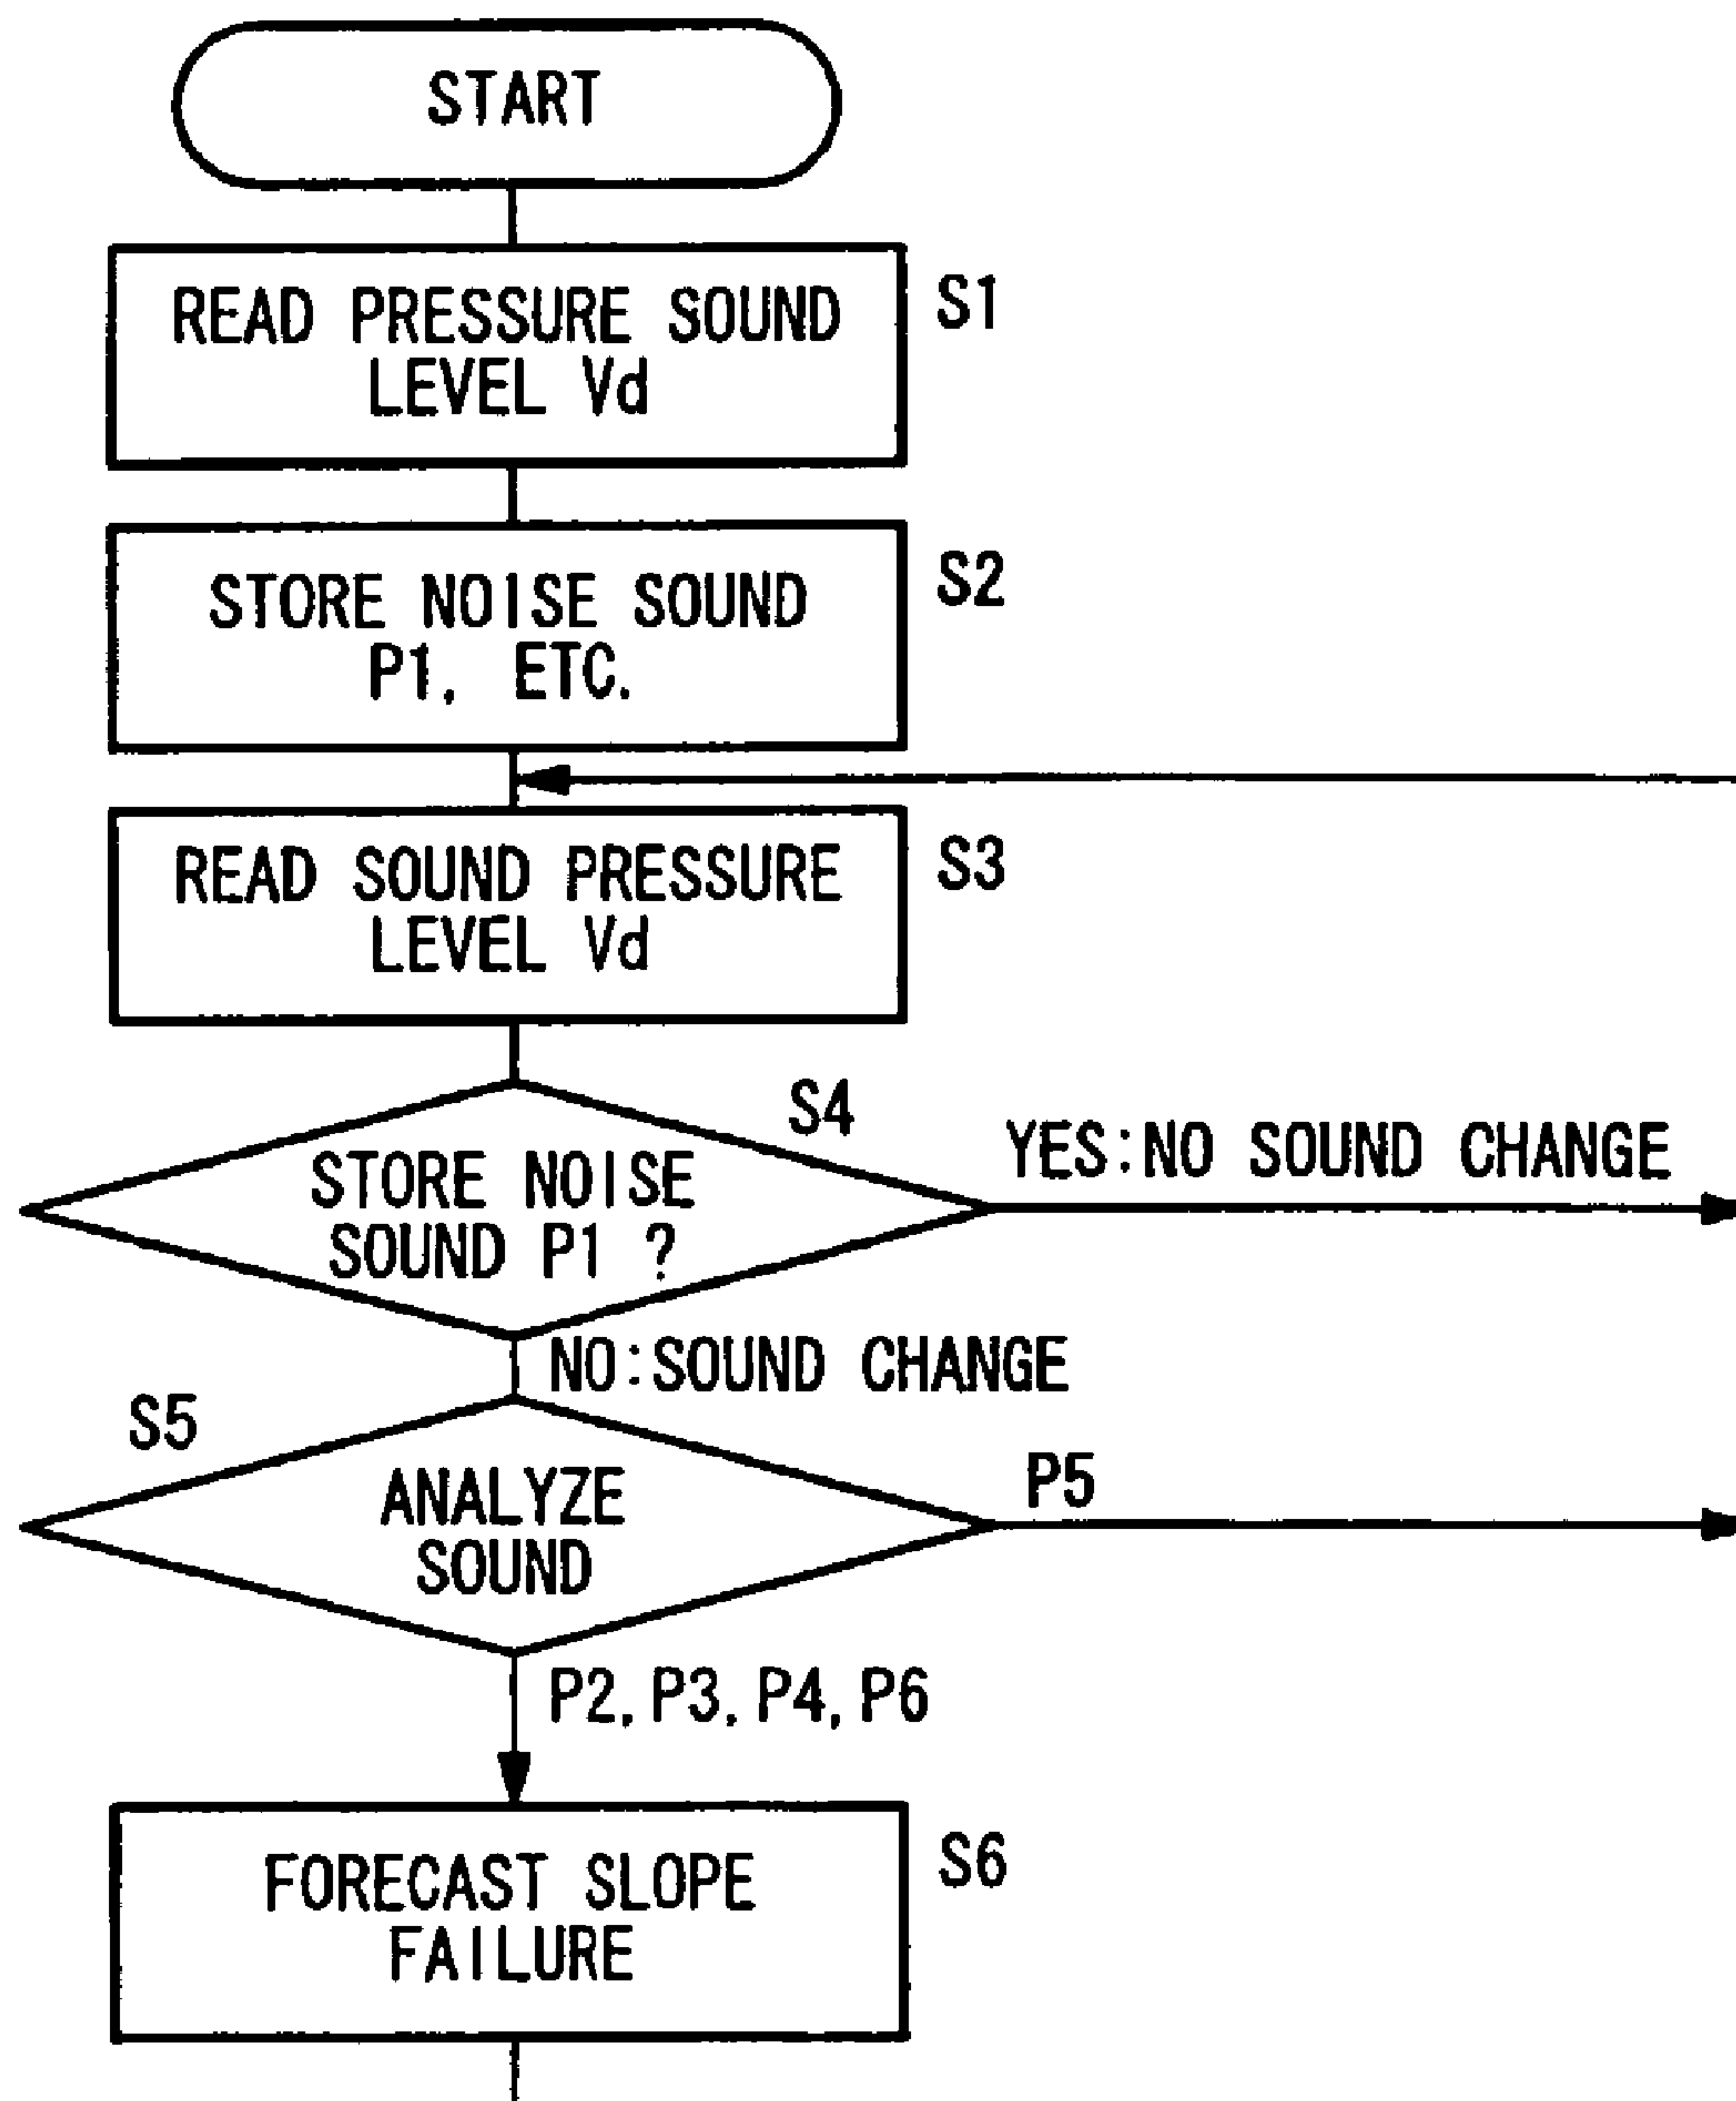 START
READ PRESSURE SOUND
LEVEL Vd
S1
STORE NOISE SOUND
P1, ETC.
S2
READ SOUND PRESSURE
LEVEL Vd
S3
S4
STORE NOISE
SOUND P1 ?
YES:NO SOUND CHANGE
NO:SOUND CHANGE
S5
ANALYZE
SOUND
P5
P2, P3, P4, P6
FORECAST SLOPE
FAILURE
S6